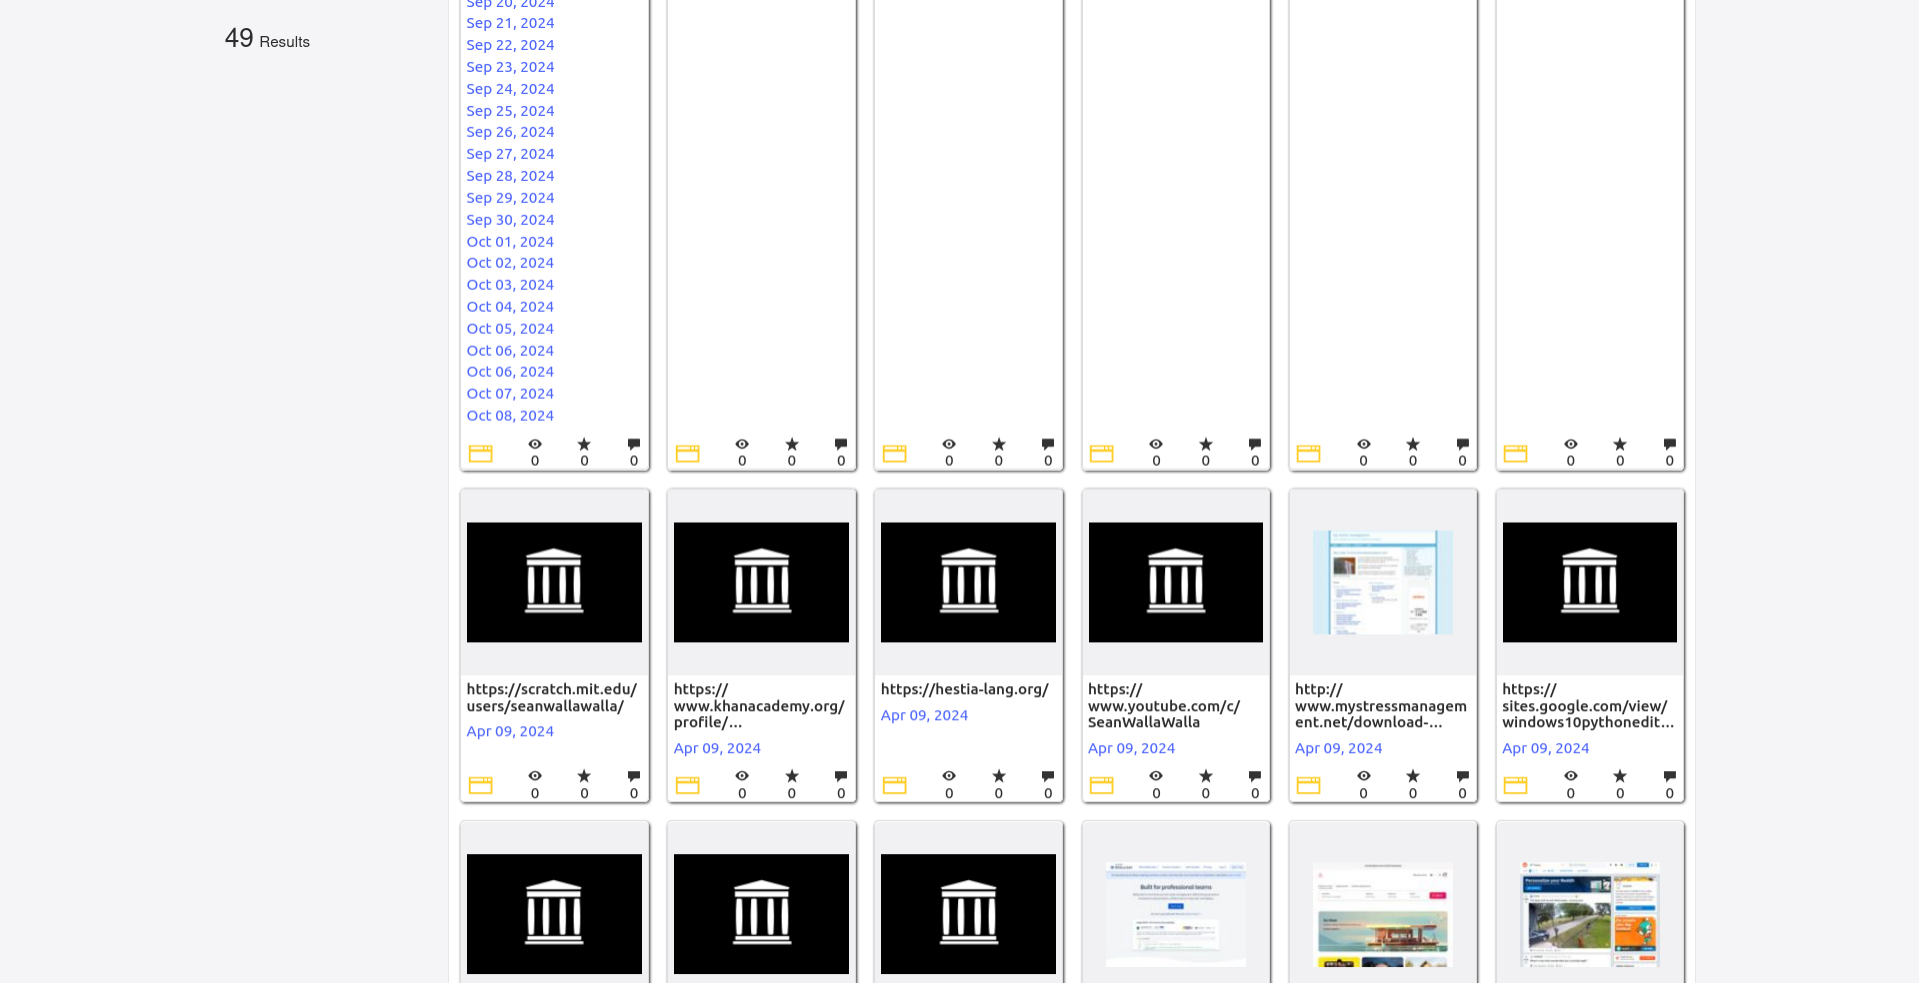 49 Results
Sep 20, 2024
Sep 21, 2024
Sep 22, 2024
Sep 23, 2024
Sep 24, 2024
Sep 25, 2024
Sep 26, 2024
Sep 27, 2024
Sep 28, 2024
Sep 29, 2024
Sep 30, 2024
Oct 01, 2024
Oct 02, 2024
Oct 03, 2024
Oct 04, 2024
Oct 05, 2024
Oct 06, 2024
Oct 06, 2024
Oct 07, 2024
Oct 08, 2024
0 0 0
0 0 0
0 0 0
0 0 0
0 0 0
0 0 0
https://scratch.mit.edu/
users/seanwallawalla/
Apr 09, 2024
0 0 0
https://
www.khanacademy.org/
profile/...
Apr 09, 2024
0 0 0
https://hestia-lang.org/
Apr 09, 2024
0 0 0
https://
www.youtube.com/c/
SeanWallaWalla
Apr 09, 2024
0 0 0
http://
www.mystressmanagem
ent.net/download-...
Apr 09, 2024
0 0 0
https://
sites.google.com/view/
windows10pythonedit...
Apr 09, 2024
0 0 0
Built for professional teams